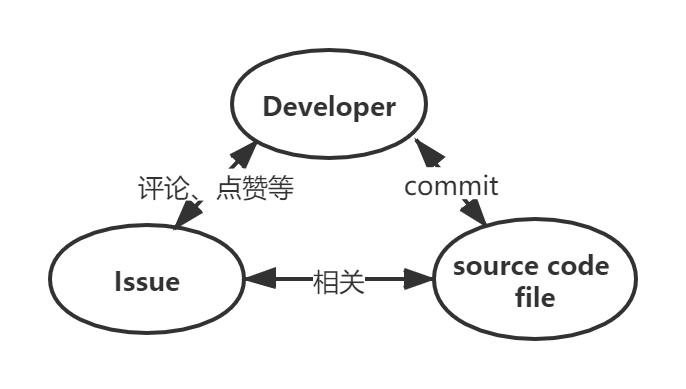 Developer
评论、点赞等
commit
Issue
相关
source code
file